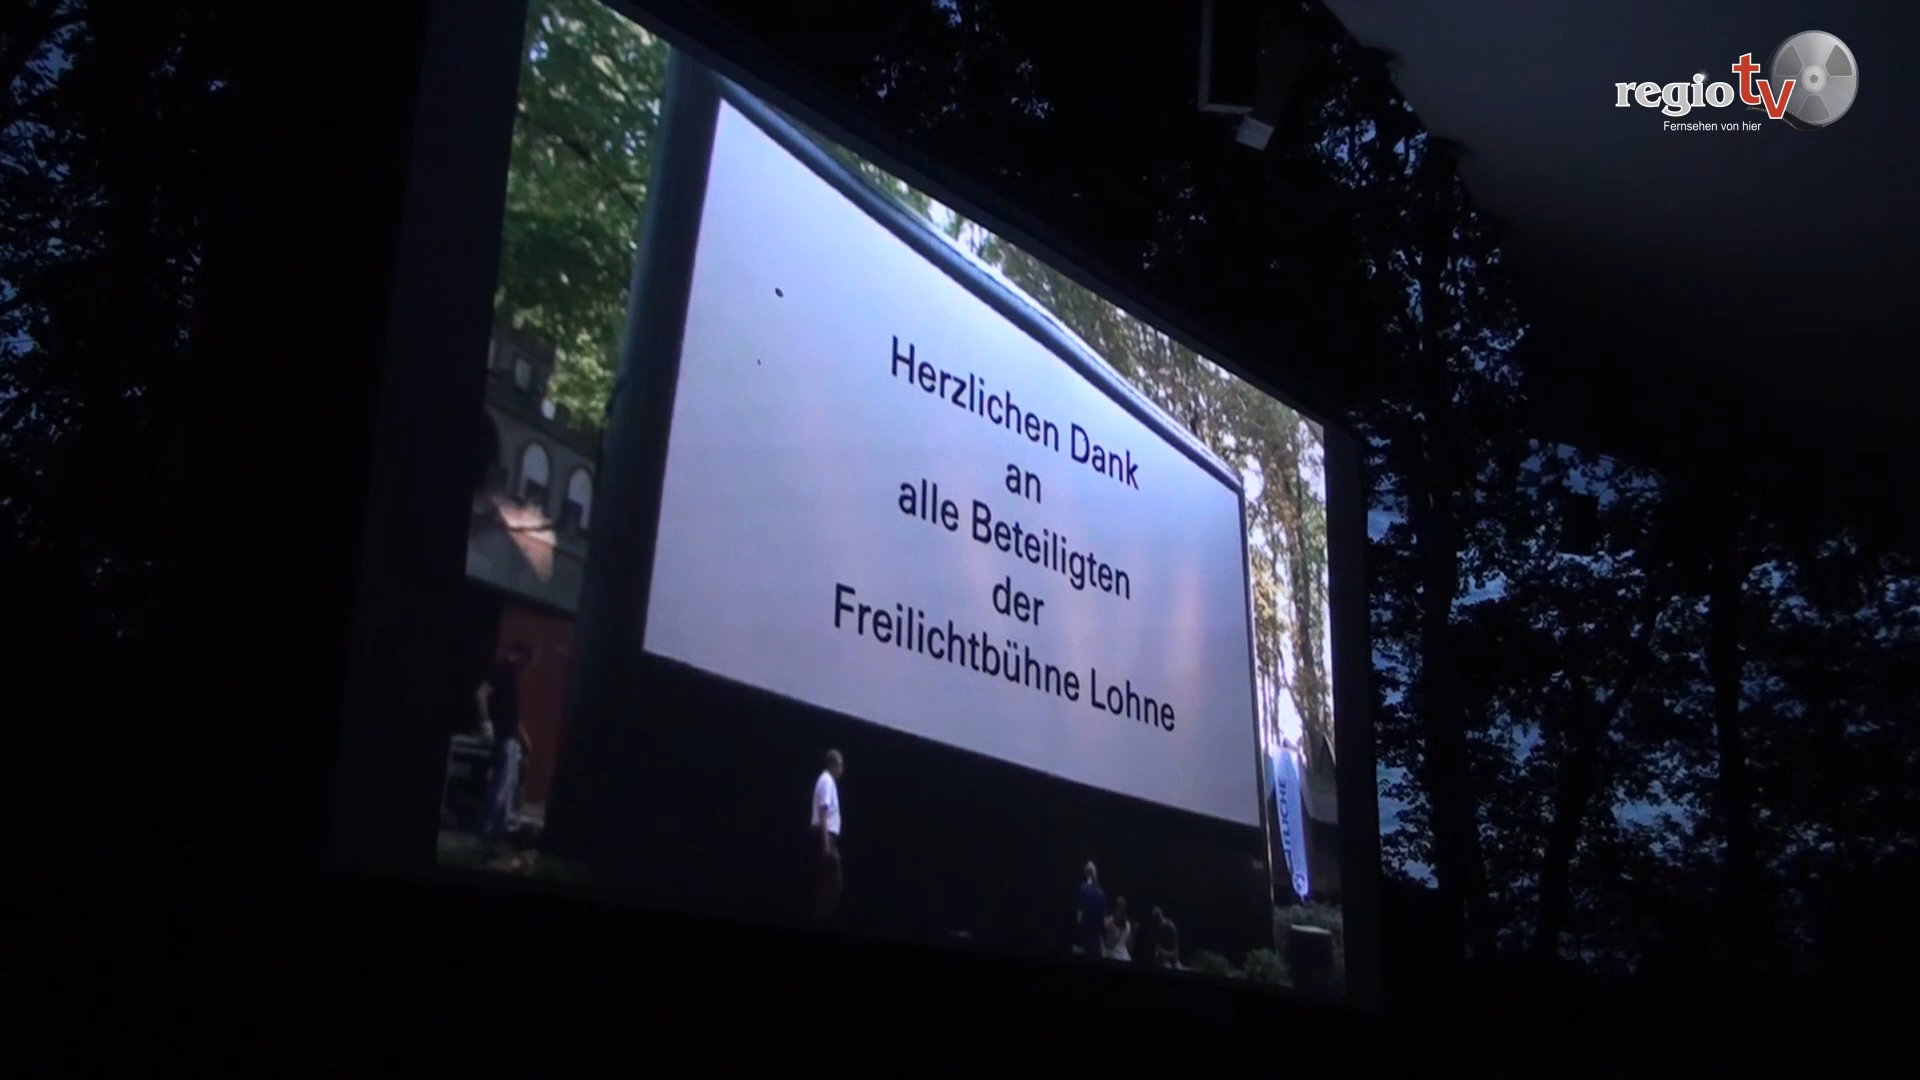 regio tv
Fernsehen von hier
Herzlichen Dank
an
alle Beteiligten
der
Freilichtbühne Lohne